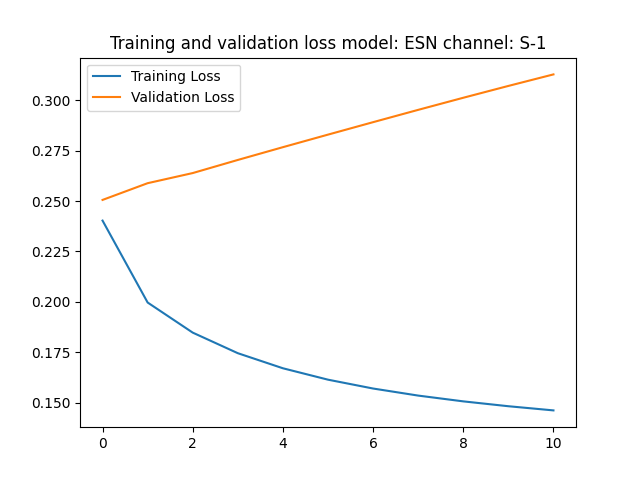 Training and validation loss model: ESN channel: S-1
Training Loss
Validation Loss
0.300
0.275
0.250
0.225
0.200
0.175
0.150
0 2 4 6 8 10